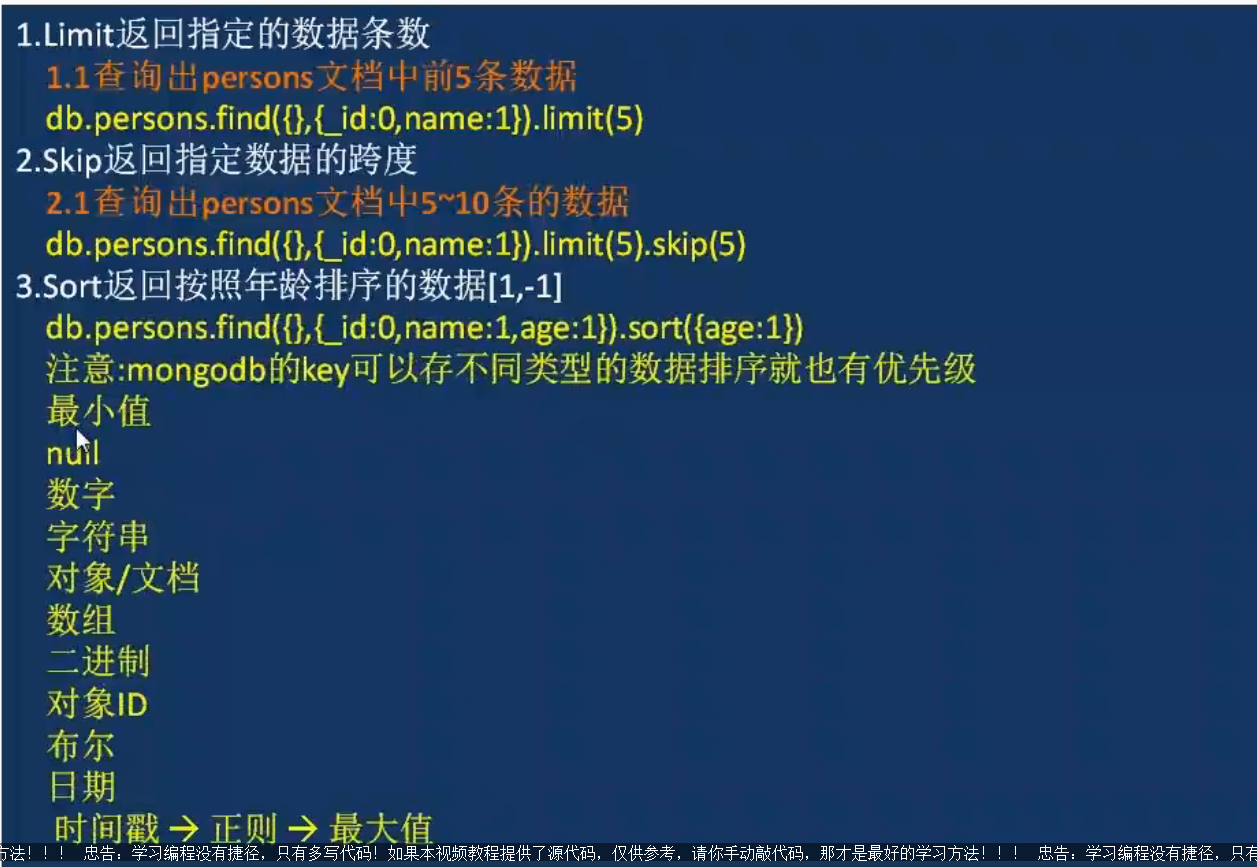 1.Limit返回指定的数据条数
1.1查询出persons文档中前5条数据
db.persons.find({},{_id:0,name:1}).limit(5)
2.Skip返回指定数据的跨度
2.1查询出persons文档中5~10条的数据
db.persons.find({},{_id:0,name:1}).limit(5).skip(5)
3.Sort返回按照年龄排序的数据[1,-1]
db.persons.find({},{_id:0,name:1,age:1}).sort({age:1})
注意:mongodb的key可以存不同类型的数据排序就也有优先级
最小值
null
数字
字符串
对象/文档
数组
二进制
对象ID
布尔
日期
时间戳 → 正则 → 最大值
方法！！！ 忠告：学习编程没有捷径，只有多写代码！如果本视频教程提供了源代码，仅供参考，请你手动敲代码，那才是最好的学习方法！！！ 忠告：学习编程没有捷径．只有